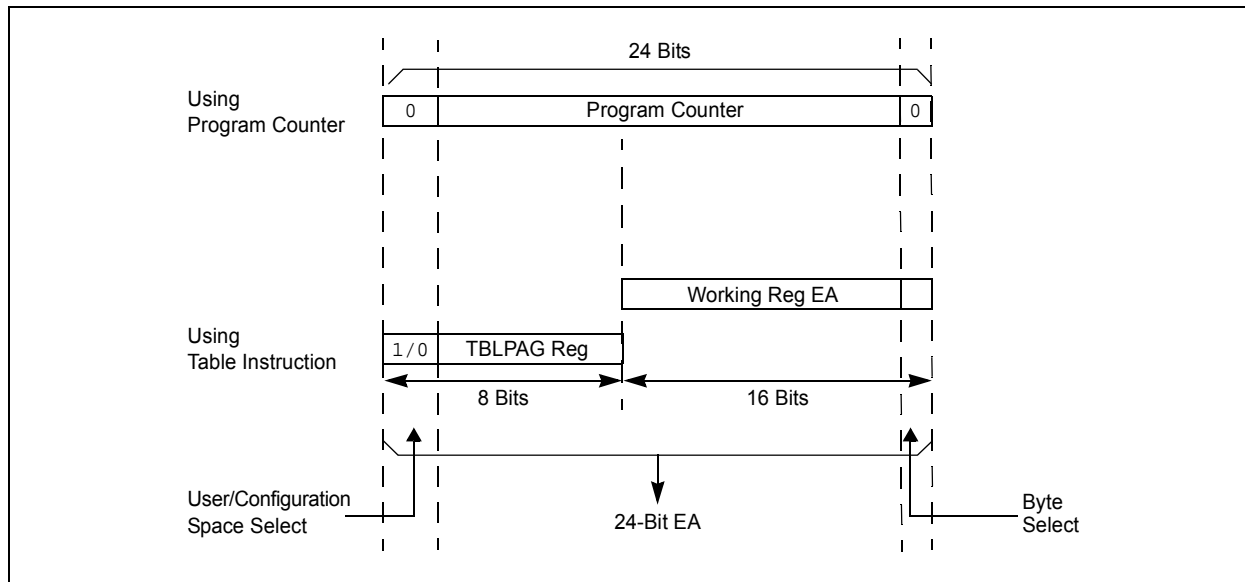 24 Bits
Using
Program Counter
0
Program Counter
0
Working Reg EA
Using
Table Instruction
1/0
TBLPAG Reg
8 Bits
16 Bits
User/Configuration
Space Select
24-Bit EA
Byte
Select